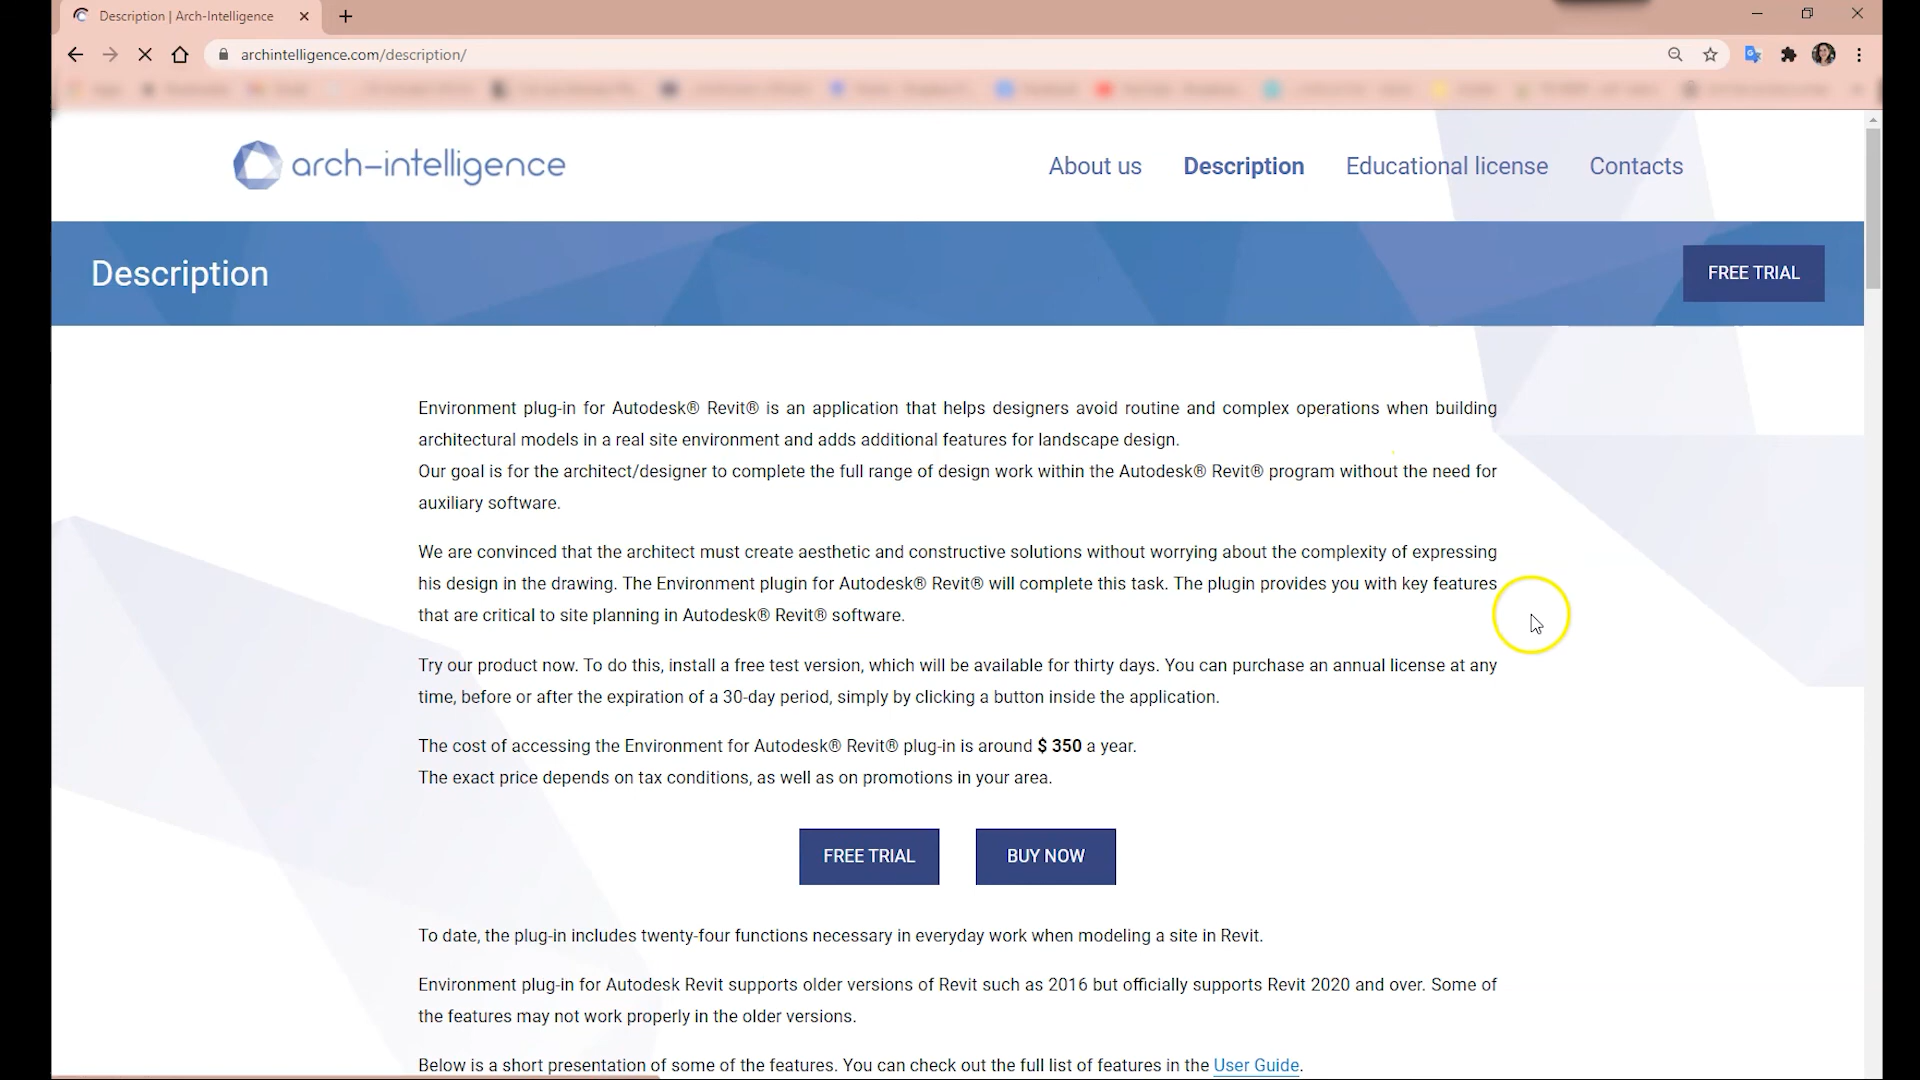 Description | Arch-Intelligence
archintelligence.com/description/
arch-intelligence
About us
Description
Educational license
Contacts
Description
FREE TRIAL
Environment plug-in for Autodesk® Revit® is an application that helps designers avoid routine and complex operations when building
architectural models in a real site environment and adds additional features for landscape design.
Our goal is for the architect/designer to complete the full range of design work within the Autodesk® Revit® program without the need for
auxiliary software.
We are convinced that the architect must create aesthetic and constructive solutions without worrying about the complexity of expressing
his design in the drawing. The Environment plugin for Autodesk® Revit® will complete this task. The plugin provides you with key features
that are critical to site planning in Autodesk® Revit® software.
Try our product now. To do this, install a free test version, which will be available for thirty days. You can purchase an annual license at any
time, before or after the expiration of a 30-day period, simply by clicking a button inside the application.
The cost of accessing the Environment for Autodesk® Revit® plug-in is around $ 350 a year.
The exact price depends on tax conditions, as well as on promotions in your area.
FREE TRIAL
BUY NOW
To date, the plug-in includes twenty-four functions necessary in everyday work when modeling a site in Revit.
Environment plug-in for Autodesk Revit supports older versions of Revit such as 2016 but officially supports Revit 2020 and over. Some of
the features may not work properly in the older versions.
Below is a short presentation of some of the features. You can check out the full list of features in the User Guide.